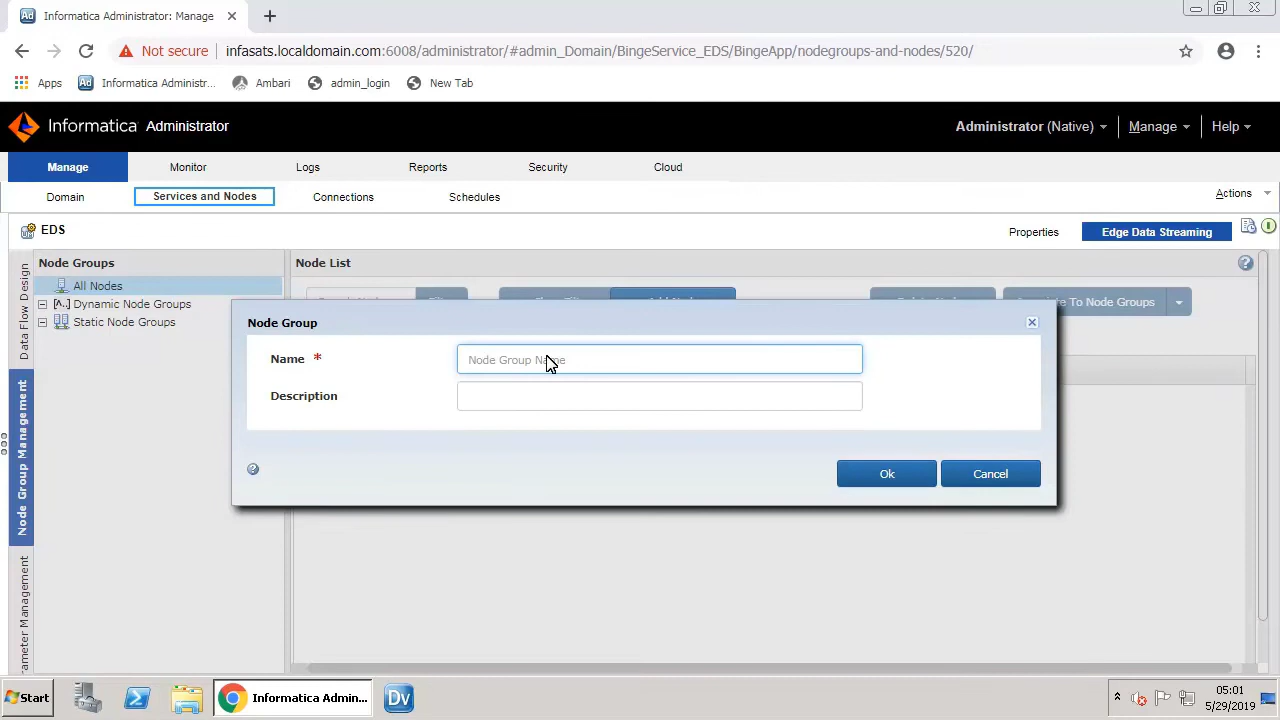 Informatica Administrator: Manage
Not secure
infasats.localdomain.com:6008/administrator/#admin_Domain/BingeService_EDS/BingeApp/nodegroups-and-nodes/520/
Apps
Informatica Administr...
Ambari
admin_login
New Tab
Informatica Administrator
Administrator (Native)
Manage
Help
Manage
Monitor
Logs
Reports
Security
Cloud
Domain
Services and Nodes
Connections
Schedules
Actions
EDS
Properties
Edge Data Streaming
Data Flow Design
Node Group Management
Node Groups
All Nodes
Dynamic Node Groups
Static Node Groups
Node List
To Node Groups
Node Group
Name *
Node Group Name
Description
Ok
Cancel
Start
Informatica Admin...
Dv
05:01
5/29/2019